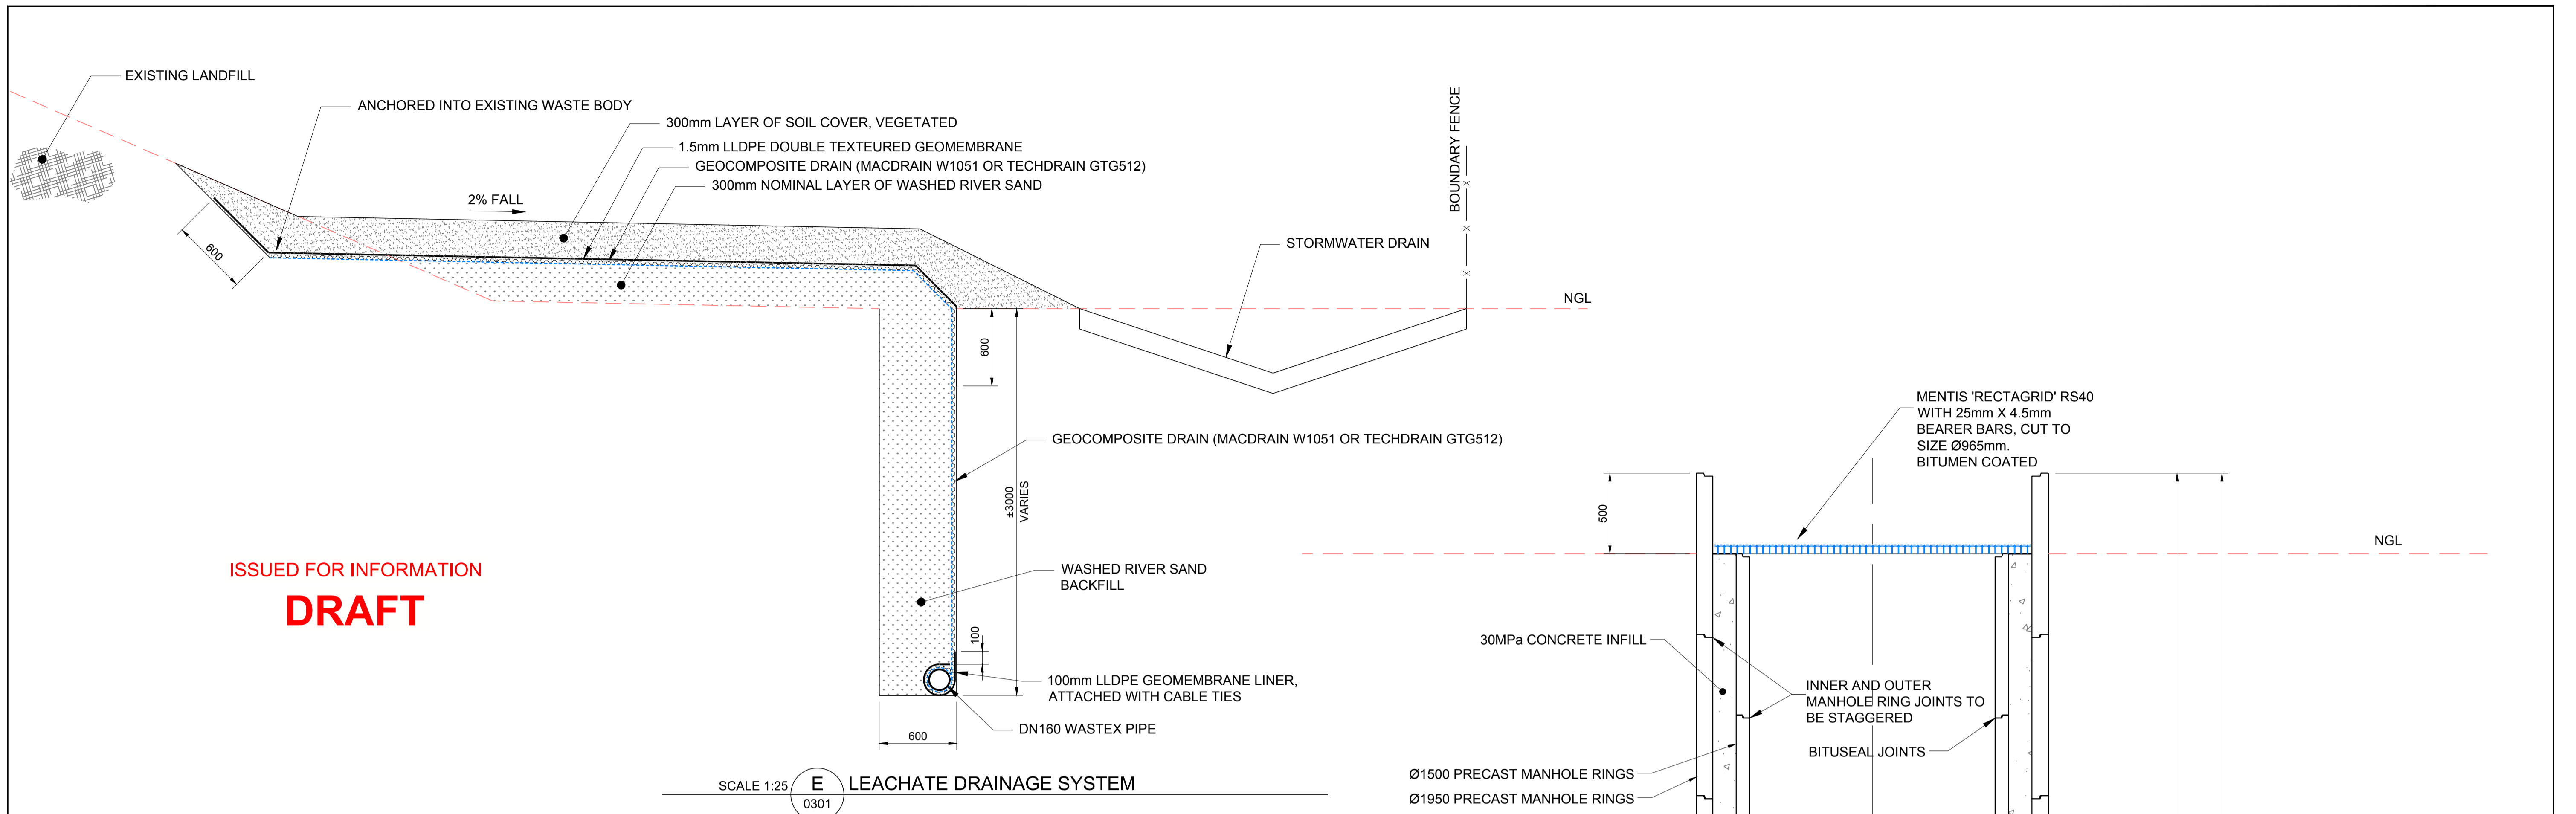 EXISTING LANDFILL
ANCHORED INTO EXISTING WASTE BODY
300mm LAYER OF SOIL COVER, VEGETATED
1.5mm LLDPE DOUBLE TEXTEURED GEOMEMBRANE
GEOCOMPOSITE DRAIN (MACDRAIN W1051 OR TECHDRAIN GTG512)
300mm NOMINAL LAYER OF WASHED RIVER SAND
2% FALL
600
BOUNDARY FENCE
X
X
X
STORMWATER DRAIN
NGL
600
±3000
VARIES
GEOCOMPOSITE DRAIN (MACDRAIN W1051 OR TECHDRAIN GTG512)
WASHED RIVER SAND
BACKFILL
100
100mm LLDPE GEOMEMBRANE LINER,
ATTACHED WITH CABLE TIES
DN160 WASTEX PIPE
600
ISSUED FOR INFORMATION
DRAFT
SCALE 1:25
E
0301
LEACHATE DRAINAGE SYSTEM
MENTIS 'RECTAGRID' RS40
WITH 25mm X 4.5mm
BEARER BARS, CUT TO
SIZE Ø965mm.
BITUMEN COATED
500
NGL
30MPa CONCRETE INFILL
INNER AND OUTER
MANHOLE RING JOINTS TO
BE STAGGERED
BITUSEAL JOINTS
Ø1500 PRECAST MANHOLE RINGS
Ø1950 PRECAST MANHOLE RINGS